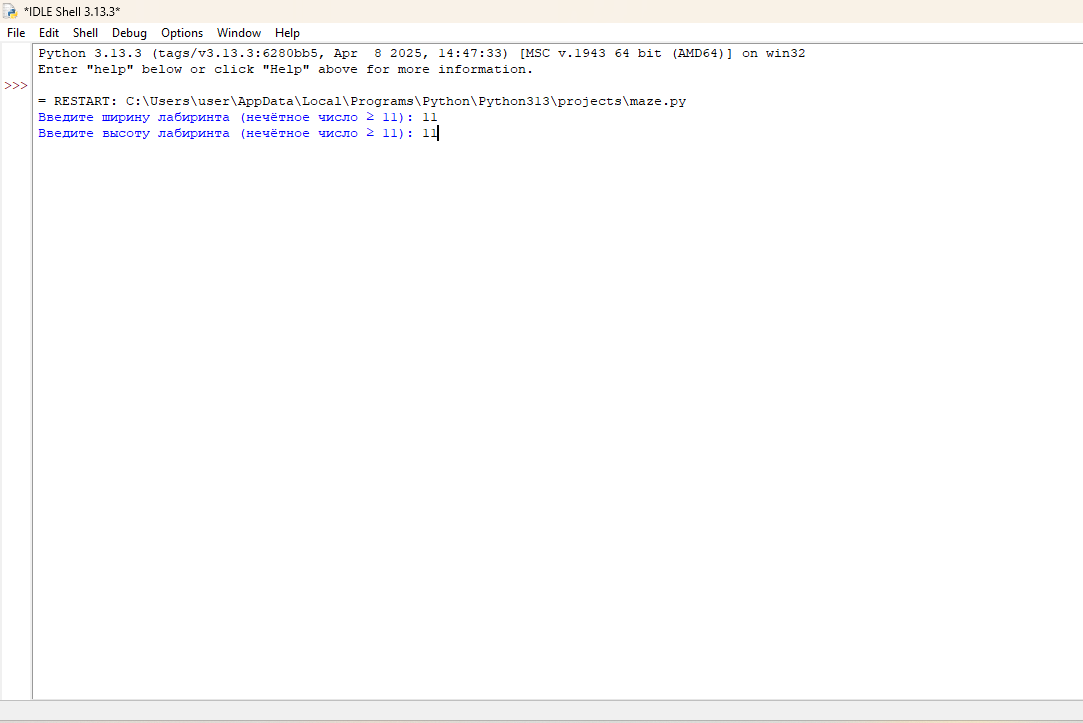 *IDLE Shell 3.13.3*
File Edit Shell Debug Options Window Help
Python 3.13.3 (tags/v3.13.3:6280bb5, Apr  8 2025, 14:47:33) [MSC v.1943 64 bit (AMD64)] on win32
Enter "help" below or click "Help" above for more information.
>>>
= RESTART: C:\Users\user\AppData\Local\Programs\Python\Python313\projects\maze.py
Введите ширину лабиринта (нечётное число ≥ 11): 11
Введите высоту лабиринта (нечётное число ≥ 11): 11